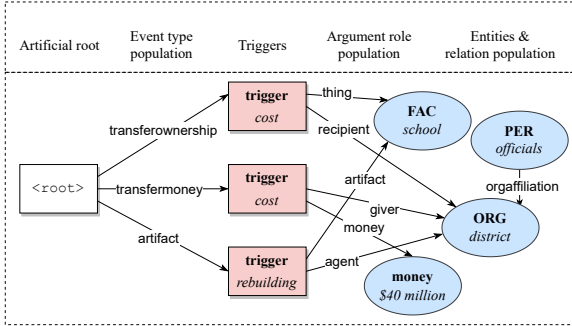 Artificial root
Event type
population
Triggers
Argument role
population
Entities &
relation population
<root>
transferownership
transfermoney
artifact
trigger
cost
trigger
cost
trigger
rebuilding
thing
recipient
artifact
giver
money
agent
FAC
school
PER
officials
orgaffiliation
ORG
district
money
$40 million